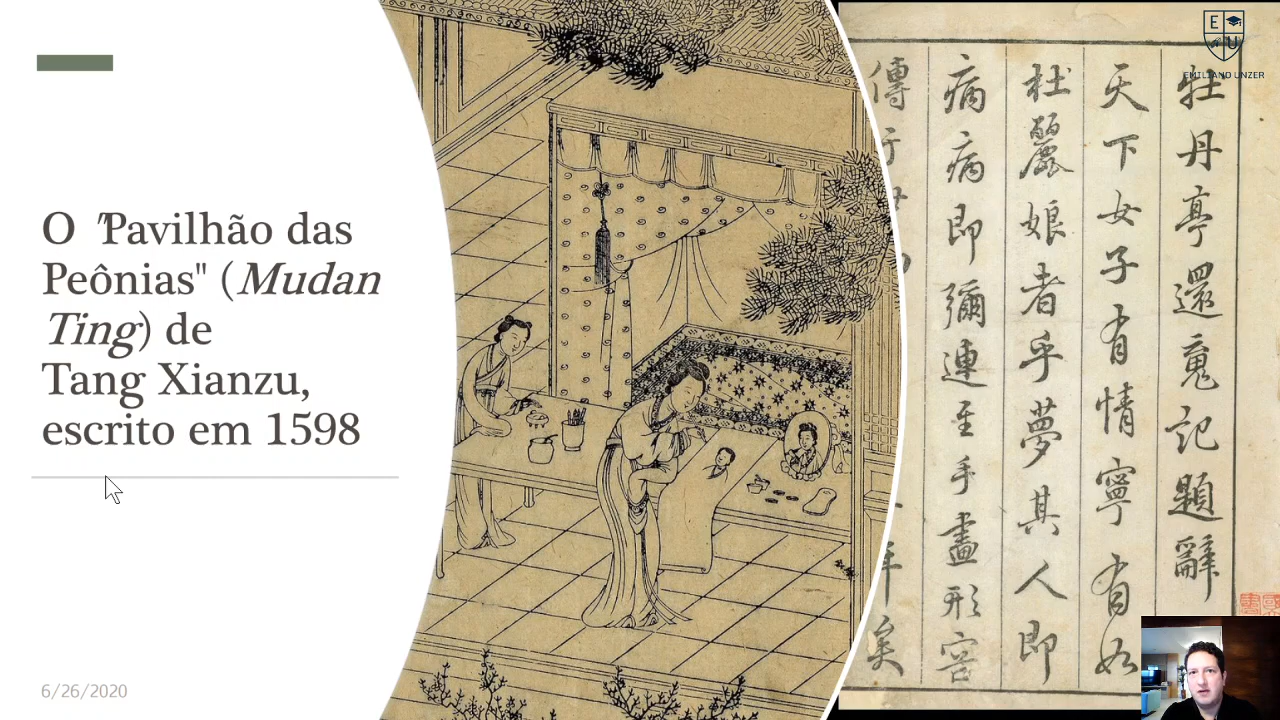 O "Pavilhão das
Peônias" (Mudan
Ting) de
Tang Xianzu,
escrito em 1598
6/26/2020
E U
EMILIANO UNZER
牡丹亭還魂記題辭
天下女子有情寧有如
杜麗娘者乎夢其人即
病病即彌連至手畫形容
傳於世